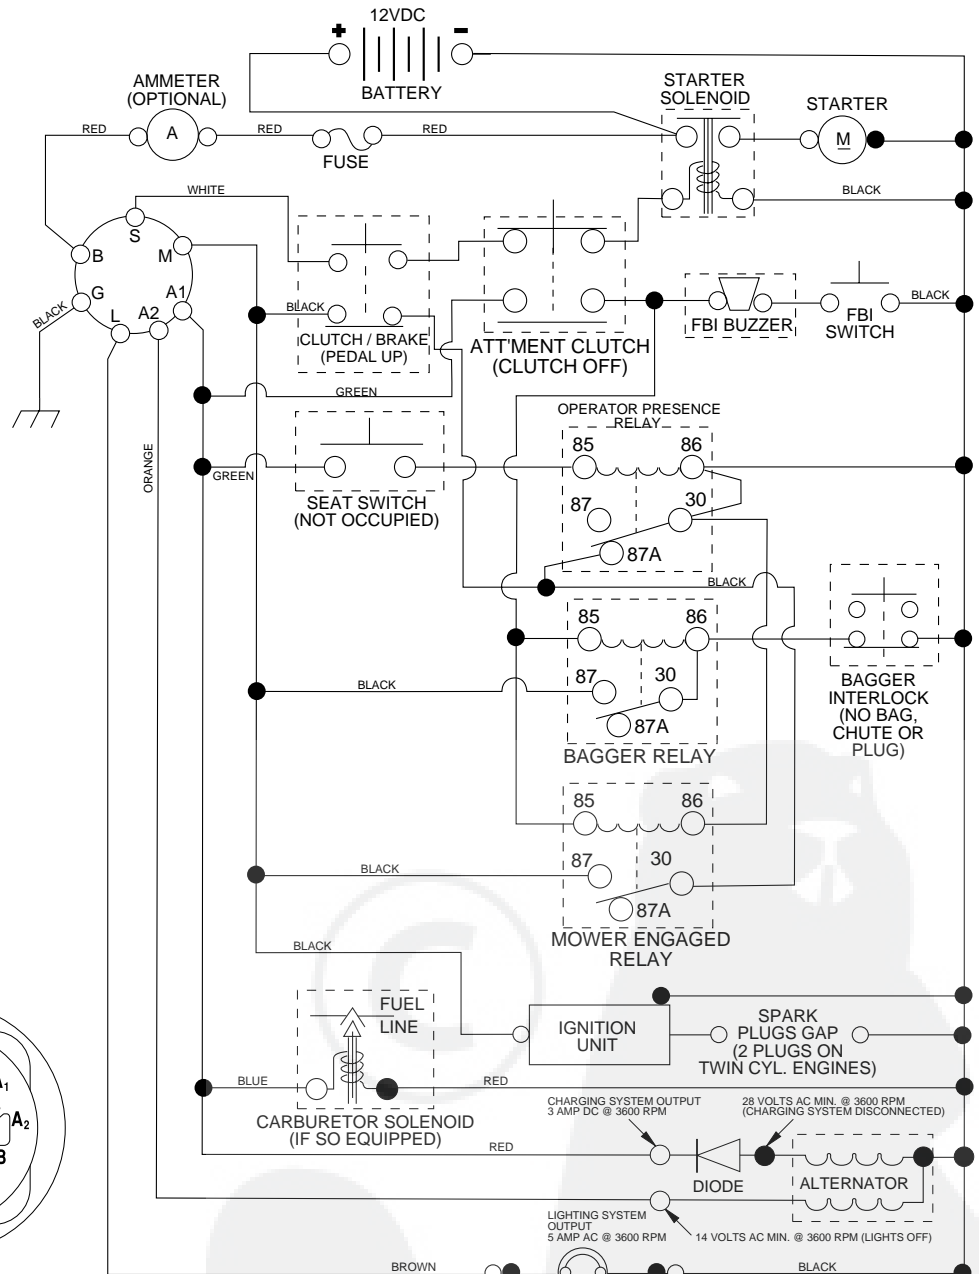 12VDC
+ -
BATTERY
AMMETER
(OPTIONAL)
STARTER
SOLENOID
STARTER
RED
A
RED
FUSE
RED
M
WHITE
BLACK
S
B
M
G
A1
L
A2
BLACK
BLACK
CLUTCH / BRAKE
(PEDAL UP)
ATT'MENT CLUTCH
(CLUTCH OFF)
FBI BUZZER
FBI
SWITCH
BLACK
GREEN
OPERATOR PRESENCE
RELAY
85
86
87
30
87A
ORANGE
GREEN
SEAT SWITCH
(NOT OCCUPIED)
BLACK
85
86
87
30
87A
BAGGER RELAY
BLACK
BAGGER
INTERLOCK
(NO BAG,
CHUTE OR
PLUG)
85
86
87
30
87A
MOWER ENGAGED
RELAY
BLACK
BLACK
C
FUEL
LINE
IGNITION
UNIT
SPARK
PLUGS GAP
(2 PLUGS ON
TWIN CYL. ENGINES)
BLUE
RED
CARBURETOR SOLENOID
(IF SO EQUIPPED)
CHARGING SYSTEM OUTPUT
3 AMP DC @ 3600 RPM
28 VOLTS AC MIN. @ 3600 RPM
(CHARGING SYSTEM DISCONNECTED)
RED
DIODE
ALTERNATOR
LIGHTING SYSTEM
OUTPUT
5 AMP AC @ 3600 RPM
14 VOLTS AC MIN. @ 3600 RPM (LIGHTS OFF)
BROWN
BLACK
A1
A2
B